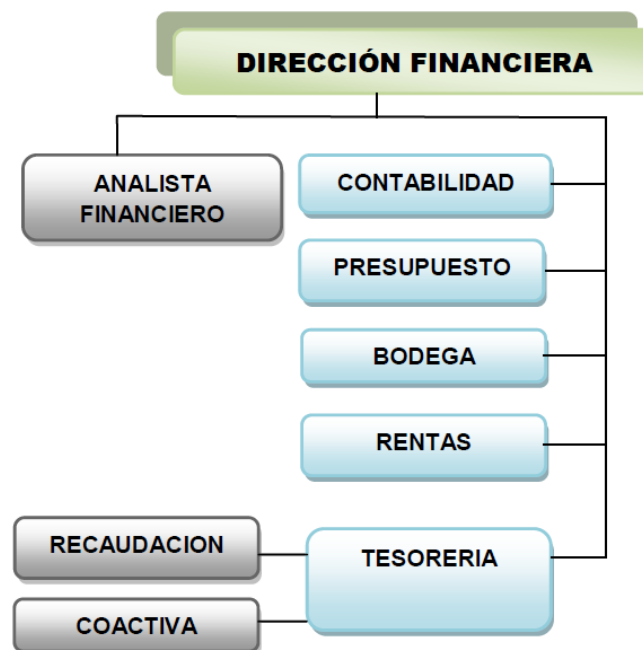 DIRECCIÓN FINANCIERA
ANALISTA
FINANCIERO
CONTABILIDAD
PRESUPUESTO
BODEGA
RENTAS
RECAUDACION
TESORERIA
COACTIVA